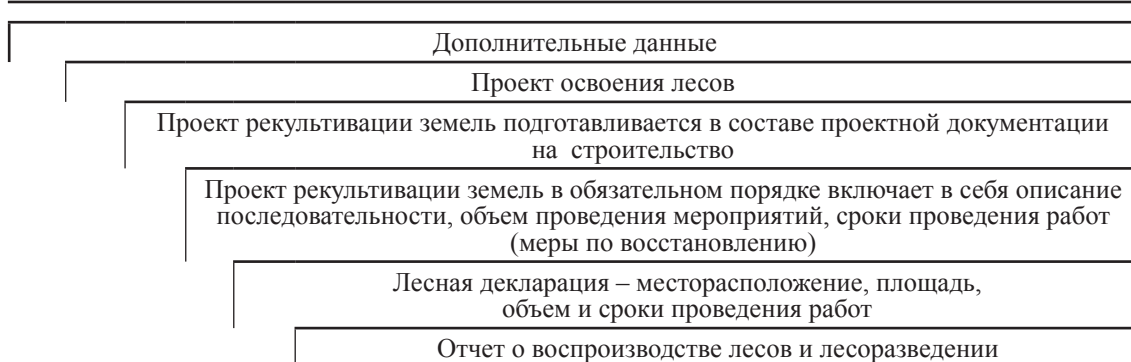 Дополнительные данные
Проект освоения лесов
Проект рекультивации земель подготавливается в составе проектной документации
на строительство
Проект рекультивации земель в обязательном порядке включает в себя описание
последовательности, объем проведения мероприятий, сроки проведения работ
(меры по восстановлению)
Лесная декларация – месторасположение, площадь,
объем и сроки проведения работ
Отчет о воспроизводстве лесов и лесоразведении